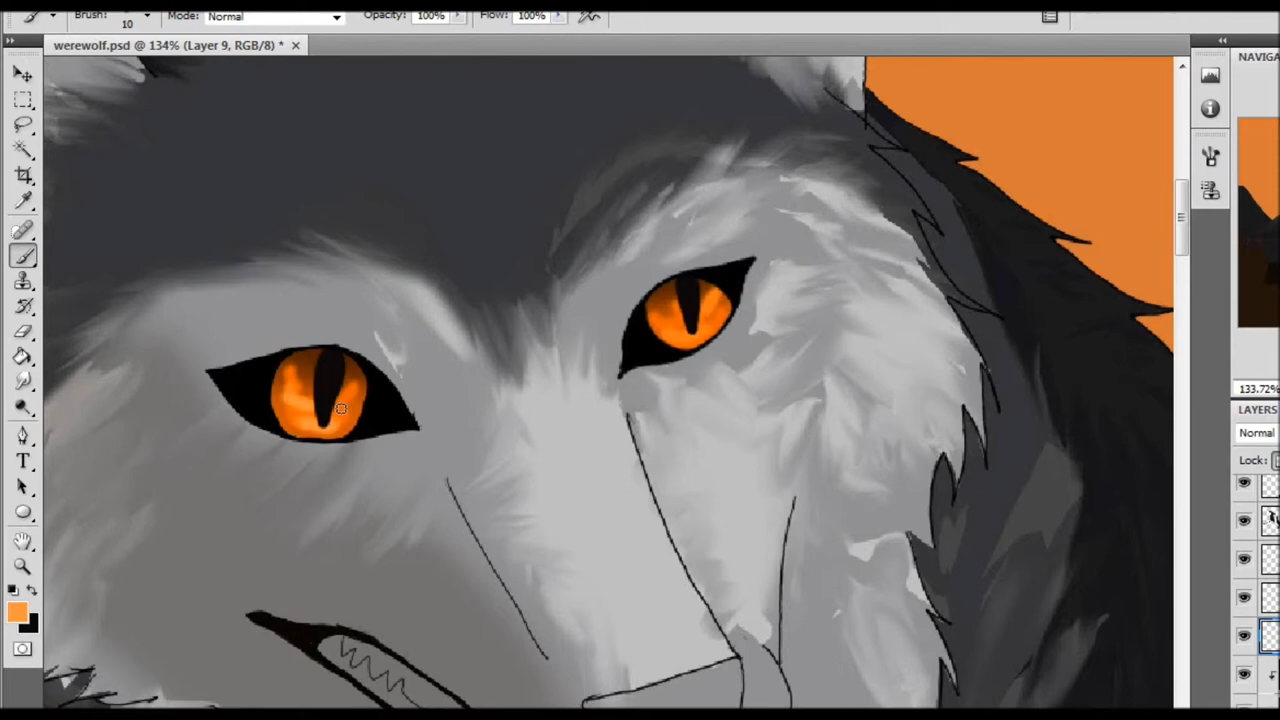 Brush: 10 Mode: Normal Opacity: 100% Flow: 100%
werewolf.psd @ 134% (Layer 9, RGB/8) * ×
NAVIGA
133.72%
LAYERS
Normal
Lock:
T